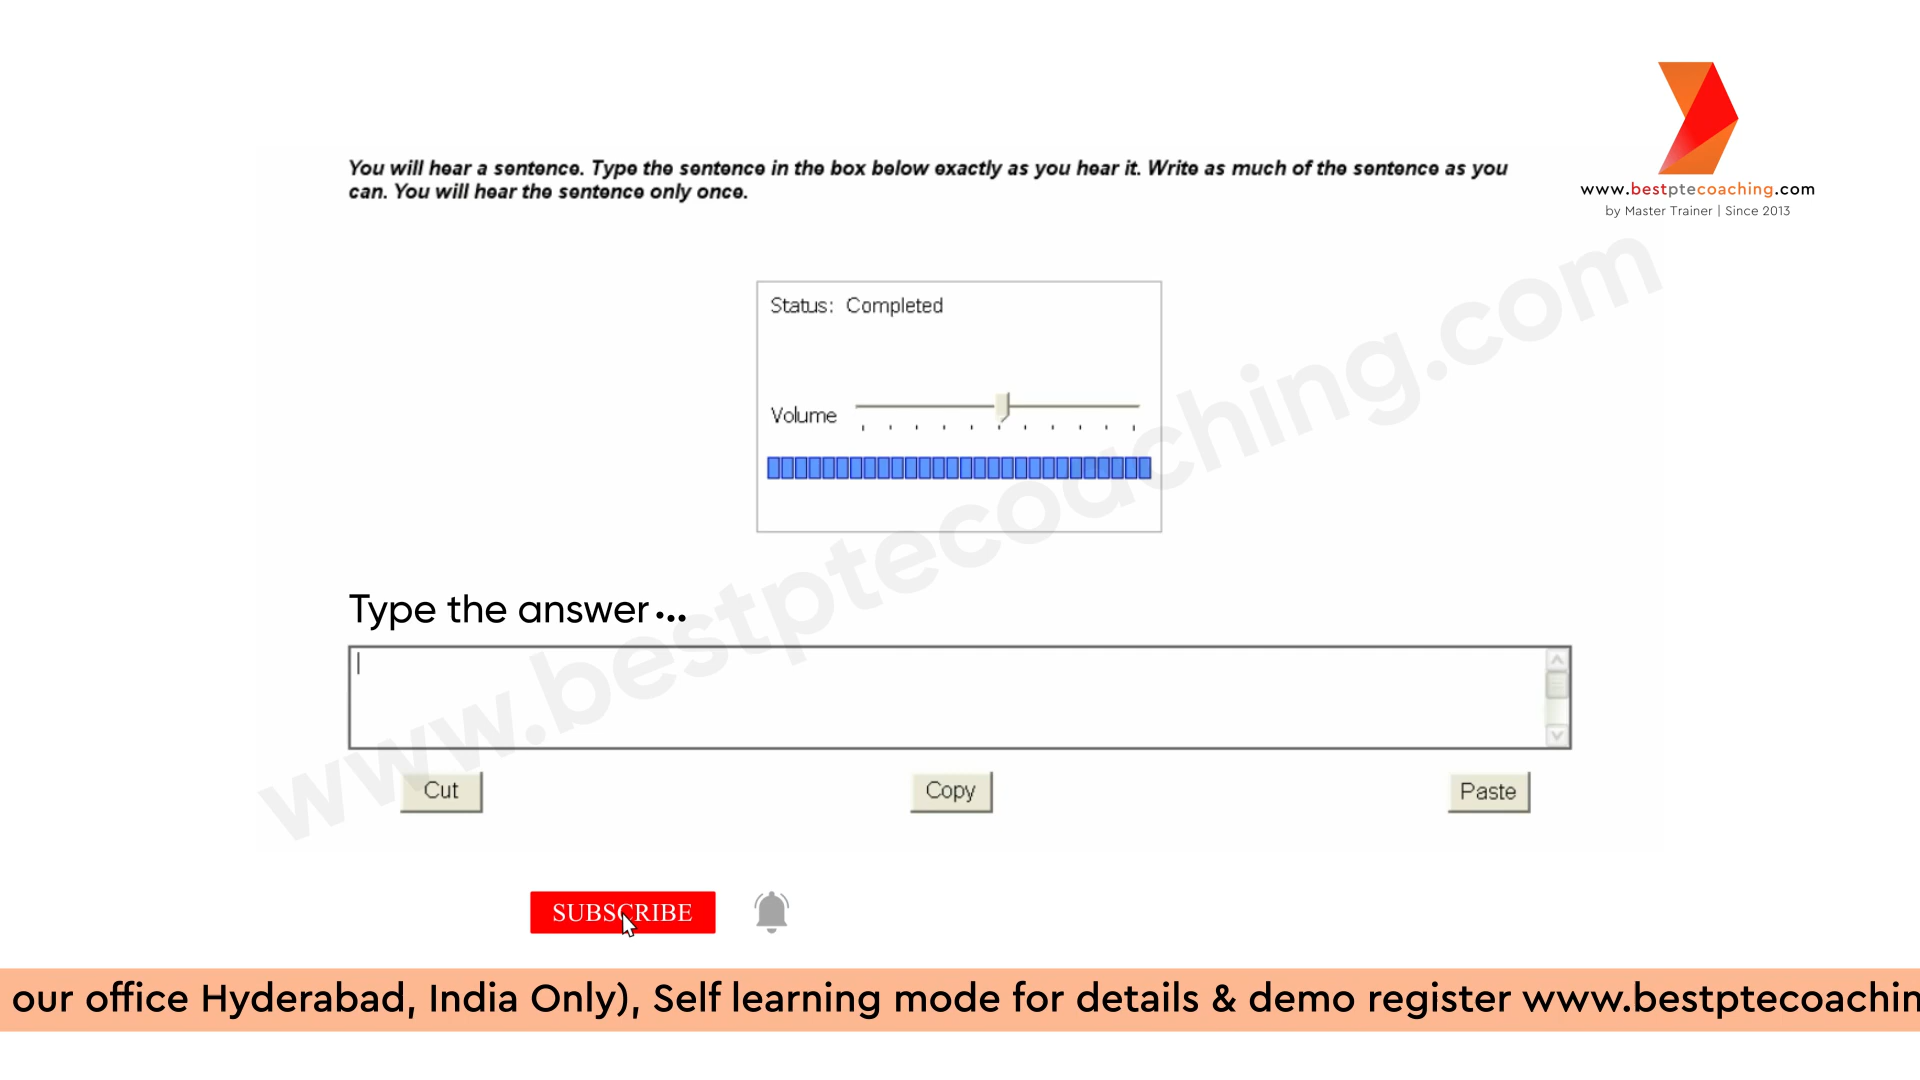 You will hear a sentence. Type the sentence in the box below exactly as you hear it. Write as much of the sentence as you
can. You will hear the sentence only once.
www.bestptecoaching.com
by Master Trainer | Since 2013
Status: Completed
Volume
www.bestptecoaching.com
Type the answer...
Cut
Copy
Paste
SUBSCRIBE
our office Hyderabad, India Only), Self learning mode for details & demo register www.bestptecoachin